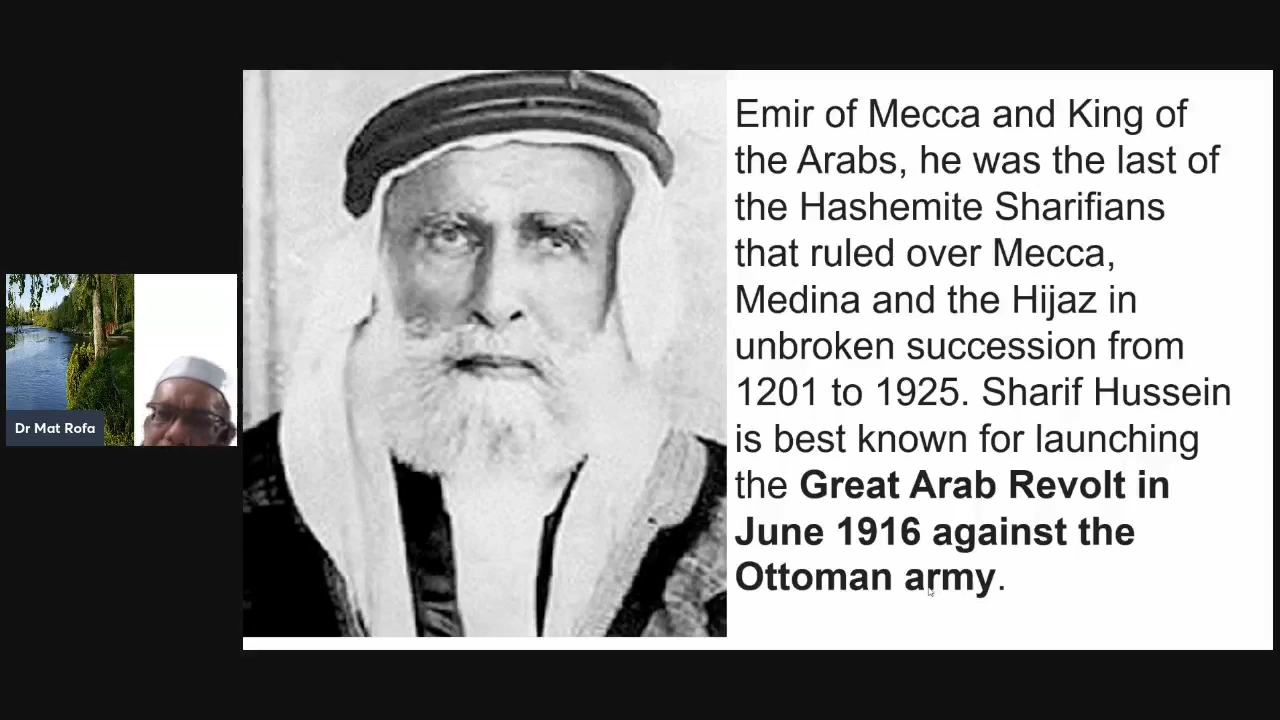 Emir of Mecca and King of
the Arabs, he was the last of
the Hashemite Sharifians
that ruled over Mecca,
Medina and the Hijaz in
unbroken succession from
1201 to 1925. Sharif Hussein
is best known for launching
the Great Arab Revolt in
June 1916 against the
Ottoman army.
Dr Mat Rofa